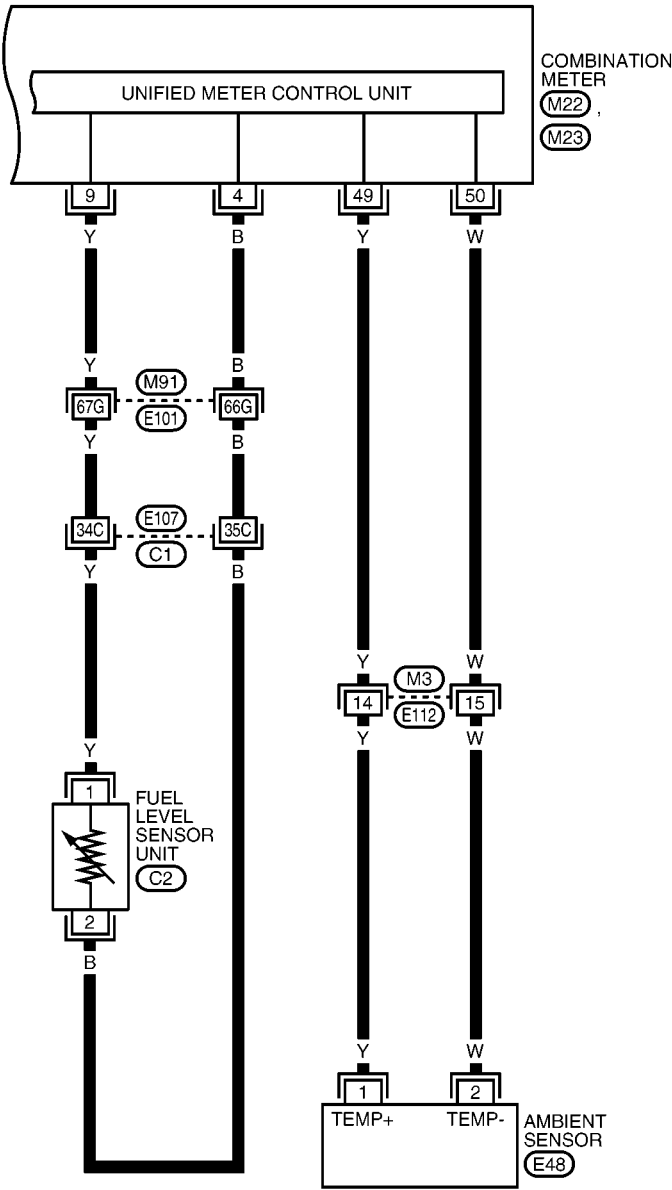 COMBINATION
METER
M22 ,
M23
UNIFIED METER CONTROL UNIT
9 4 49 50
Y B Y W
Y B
M91
67G 66G
E101
Y B
E107
34C 35C
C1
Y B
Y W
M3
14 15
E112
Y W
Y
1
FUEL
LEVEL
SENSOR
UNIT
C2
2
B
Y W
1 2
TEMP+ TEMP-
AMBIENT
SENSOR
E48